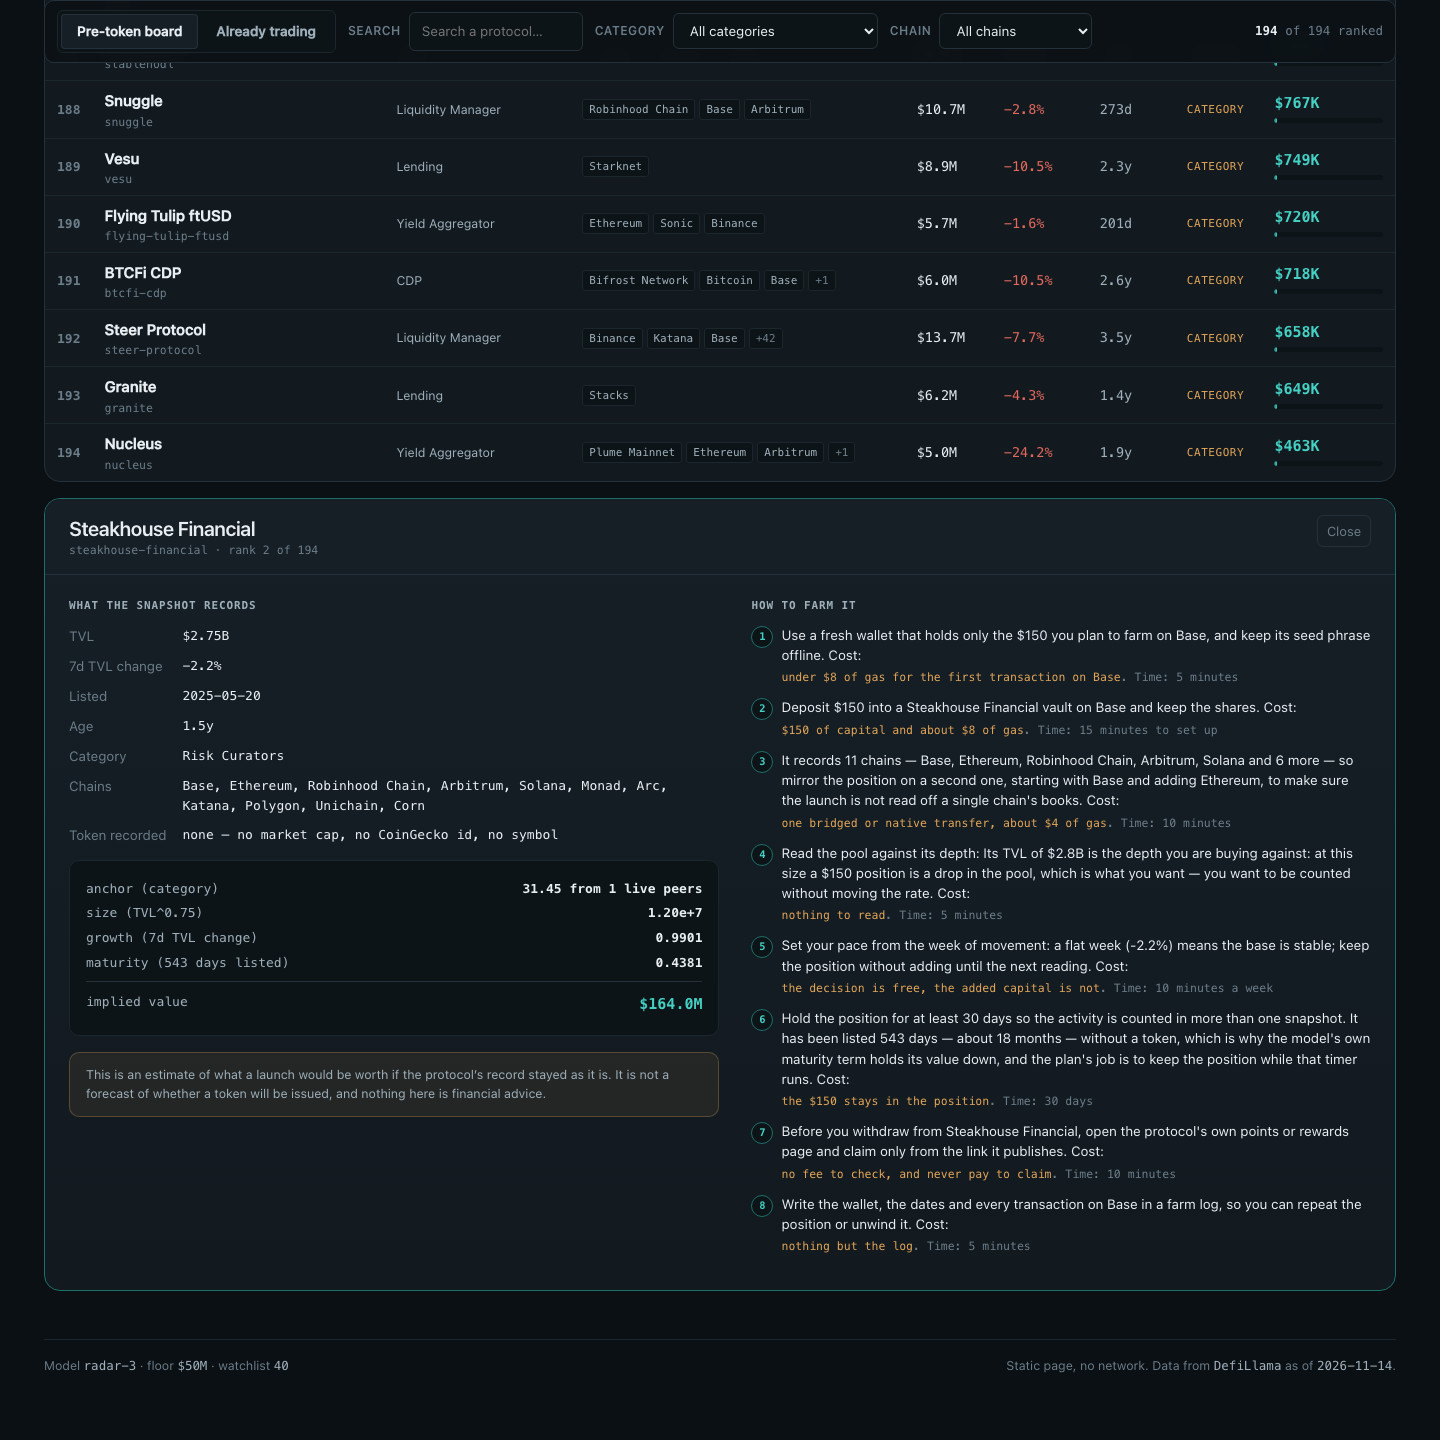 Pre-token board Already trading SEARCH Search a protocol... CATEGORY All categories CHAIN All chains 194 of 194 ranked
188 Snuggle Liquidity Manager Robinhood Chain Base Arbitrum $10.7M −2.8% 273d CATEGORY $767K
snuggle
189 Vesu Lending Starknet $8.9M −10.5% 2.3y CATEGORY $749K
vesu
190 Flying Tulip ftUSD Yield Aggregator Ethereum Sonic Binance $5.7M −1.6% 201d CATEGORY $720K
flying-tulip-ftusd
191 BTCFi CDP CDP Bifrost Network Bitcoin Base +1 $6.0M −10.5% 2.6y CATEGORY $718K
btcfi-cdp
192 Steer Protocol Liquidity Manager Binance Katana Base +42 $13.7M −7.7% 3.5y CATEGORY $658K
steer-protocol
193 Granite Lending Stacks $6.2M −4.3% 1.4y CATEGORY $649K
granite
194 Nucleus Yield Aggregator Plume Mainnet Ethereum Arbitrum +1 $5.0M −24.2% 1.9y CATEGORY $463K
nucleus
Steakhouse Financial Close
steakhouse-financial · rank 2 of 194
WHAT THE SNAPSHOT RECORDS
TVL $2.75B
7d TVL change −2.2%
Listed 2025-05-20
Age 1.5y
Category Risk Curators
Chains Base, Ethereum, Robinhood Chain, Arbitrum, Solana, Monad, Arc,
Katana, Polygon, Unichain, Corn
Token recorded none — no market cap, no CoinGecko id, no symbol
anchor (category) 31.45 from 1 live peers
size (TVL^0.75) 1.20e+7
growth (7d TVL change) 0.9901
maturity (543 days listed) 0.4381
implied value $164.0M
This is an estimate of what a launch would be worth if the protocol's record stayed as it is. It is not a
forecast of whether a token will be issued, and nothing here is financial advice.
HOW TO FARM IT
1 Use a fresh wallet that holds only the $150 you plan to farm on Base, and keep its seed phrase
offline. Cost:
under $8 of gas for the first transaction on Base. Time: 5 minutes
2 Deposit $150 into a Steakhouse Financial vault on Base and keep the shares. Cost:
$150 of capital and about $8 of gas. Time: 15 minutes to set up
3 It records 11 chains — Base, Ethereum, Robinhood Chain, Arbitrum, Solana and 6 more — so
mirror the position on a second one, starting with Base and adding Ethereum, to make sure
the launch is not read off a single chain's books. Cost:
one bridged or native transfer, about $4 of gas. Time: 10 minutes
4 Read the pool against its depth: Its TVL of $2.8B is the depth you are buying against: at this
size a $150 position is a drop in the pool, which is what you want — you want to be counted
without moving the rate. Cost:
nothing to read. Time: 5 minutes
5 Set your pace from the week of movement: a flat week (-2.2%) means the base is stable; keep
the position without adding until the next reading. Cost:
the decision is free, the added capital is not. Time: 10 minutes a week
6 Hold the position for at least 30 days so the activity is counted in more than one snapshot. It
has been listed 543 days — about 18 months — without a token, which is why the model's own
maturity term holds its value down, and the plan's job is to keep the position while that timer
runs. Cost:
the $150 stays in the position. Time: 30 days
7 Before you withdraw from Steakhouse Financial, open the protocol's own points or rewards
page and claim only from the link it publishes. Cost:
no fee to check, and never pay to claim. Time: 10 minutes
8 Write the wallet, the dates and every transaction on Base in a farm log, so you can repeat the
position or unwind it. Cost:
nothing but the log. Time: 5 minutes
Model radar-3 · floor $50M · watchlist 40 Static page, no network. Data from DefiLlama as of 2026-11-14.